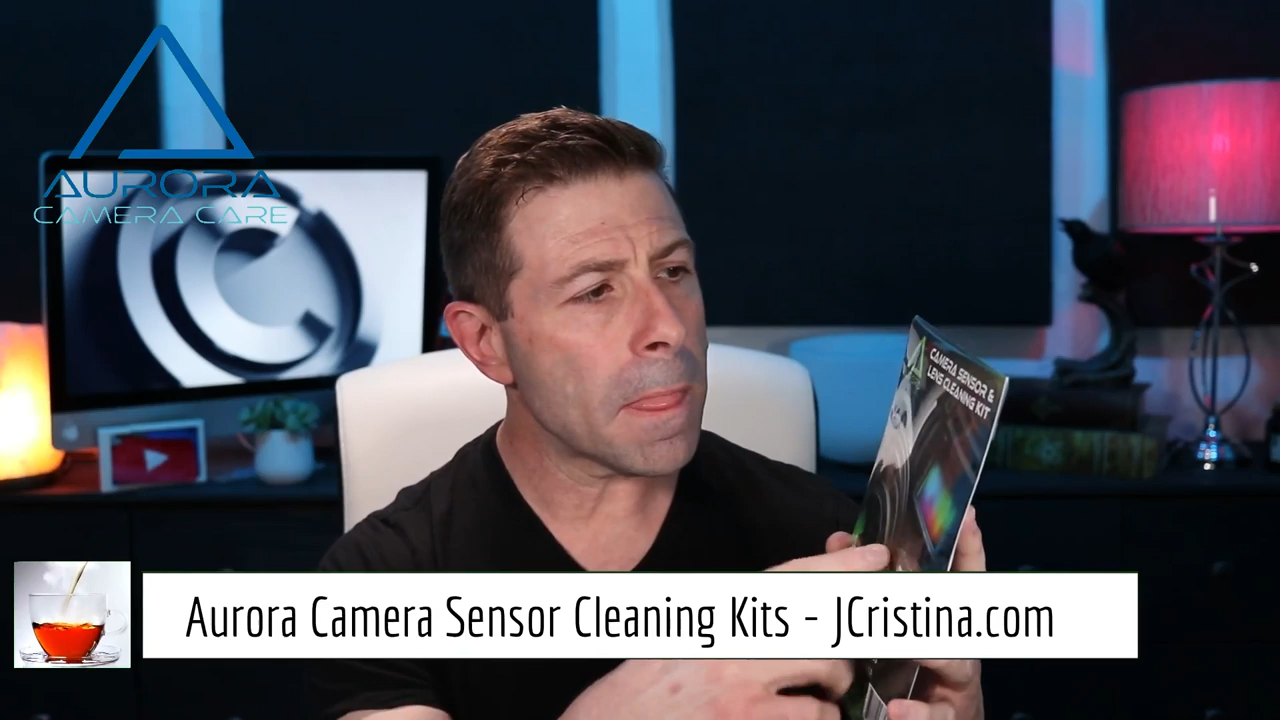 AURORA
CAMERA CARE
CAMERA SENSOR &
LENS CLEANING KIT
Aurora Camera Sensor Cleaning Kits - JCristina.com